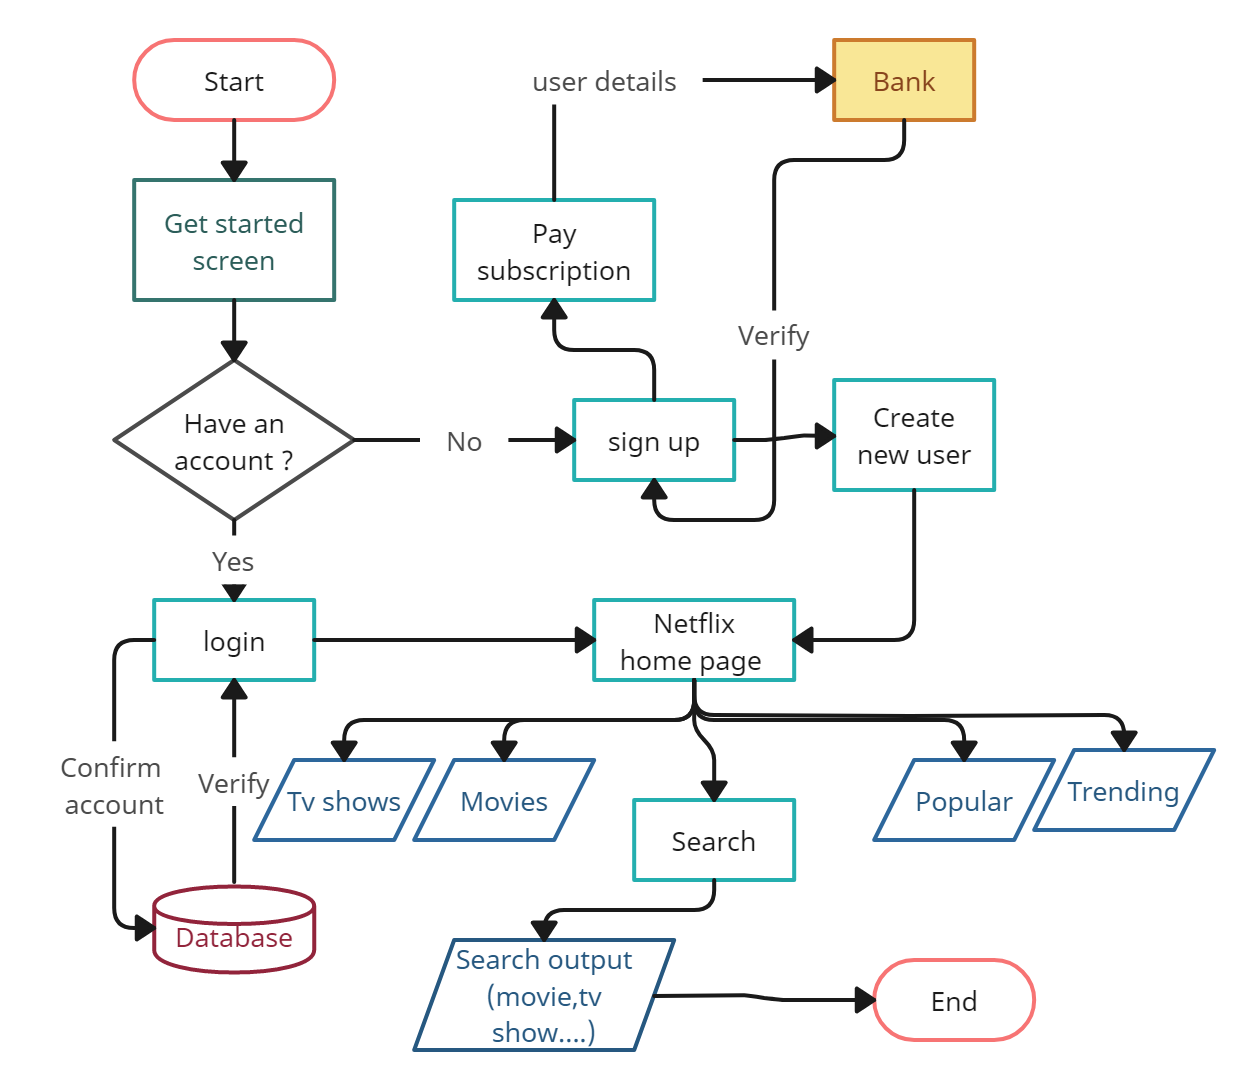 Start
user details
Bank
Get started
screen
Pay
subscription
Verify
Have an
account ?
No
sign up
Create
new user
Yes
login
Netflix
home page
Confirm
account
Verify
Tv shows
Movies
Popular
Trending
Search
Database
Search output
(movie,tv
show....)
End